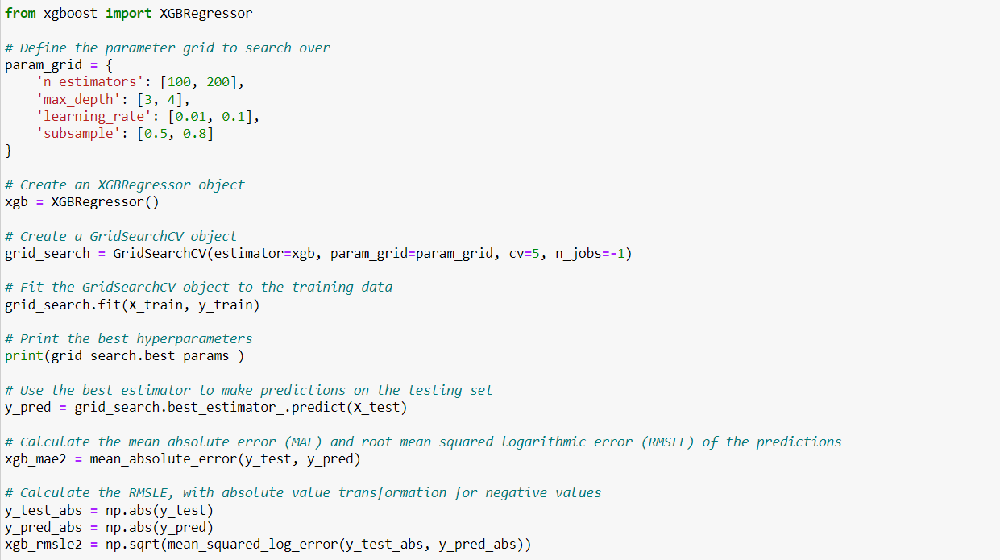 from xgboost import XGBRegressor
# Define the parameter grid to search over
param_grid = {
    'n_estimators': [100, 200],
    'max_depth': [3, 4],
    'learning_rate': [0.01, 0.1],
    'subsample': [0.5, 0.8]
}
# Create an XGBRegressor object
xgb = XGBRegressor()
# Create a GridSearchCV object
grid_search = GridSearchCV(estimator=xgb, param_grid=param_grid, cv=5, n_jobs=-1)
# Fit the GridSearchCV object to the training data
grid_search.fit(X_train, y_train)
# Print the best hyperparameters
print(grid_search.best_params_)
# Use the best estimator to make predictions on the testing set
y_pred = grid_search.best_estimator_.predict(X_test)
# Calculate the mean absolute error (MAE) and root mean squared logarithmic error (RMSLE) of the predictions
xgb_mae2 = mean_absolute_error(y_test, y_pred)
# Calculate the RMSLE, with absolute value transformation for negative values
y_test_abs = np.abs(y_test)
y_pred_abs = np.abs(y_pred)
xgb_rmsle2 = np.sqrt(mean_squared_log_error(y_test_abs, y_pred_abs))